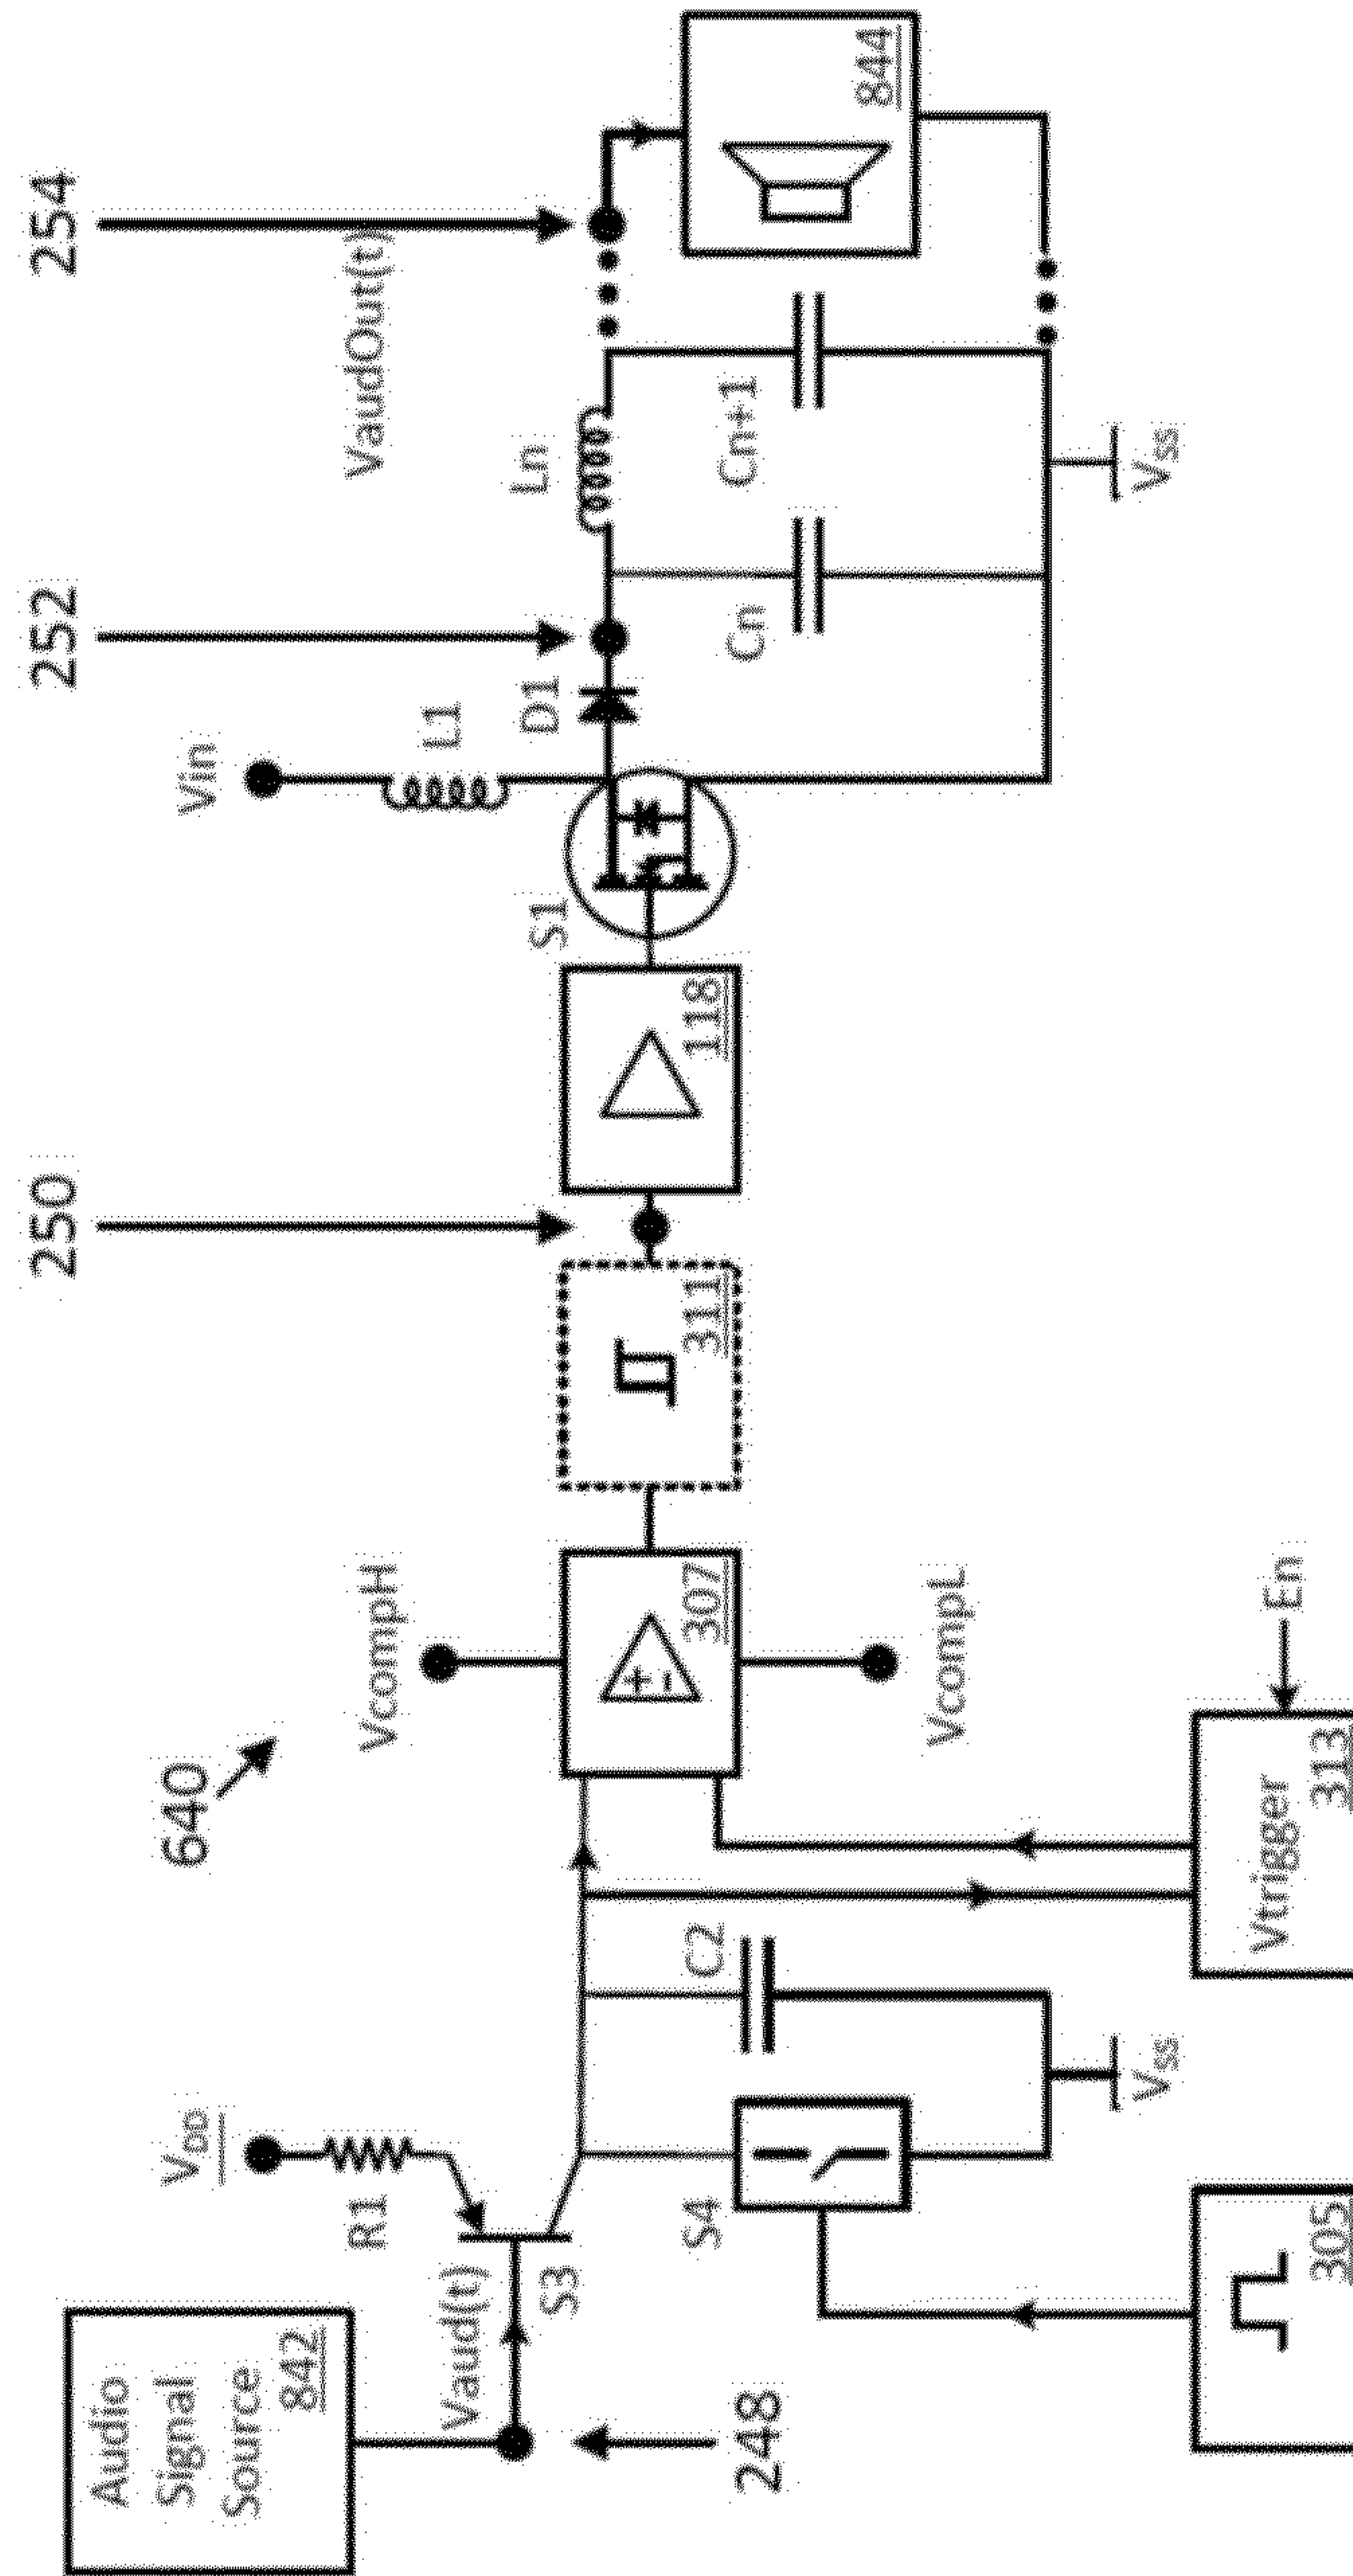 640
Audio
Signal
Source
842
Vaud(t)
248
S3
R1
VDD
S4
305
C2
VSS
Vtrigger
313
En
VcompH
307
VcompL
311
250
118
S1
Vin
L1
D1
252
Cn
Ln
Cn+1
VSS
VaudOut(t)
254
844